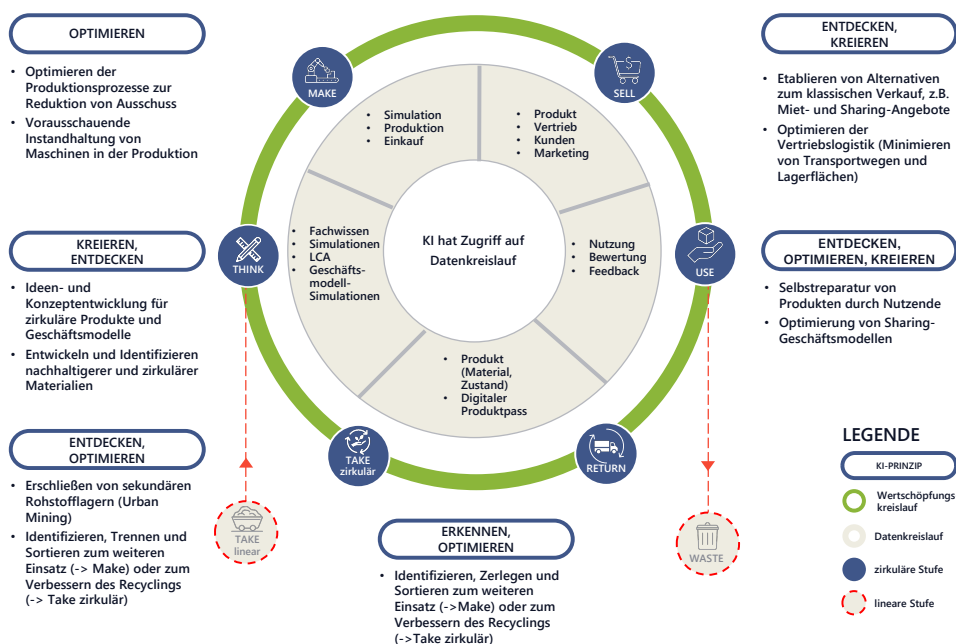 OPTIMIEREN
• Optimieren der
Produktionsprozesse zur
Reduktion von Ausschuss
• Vorausschauende
Instandhaltung von
Maschinen in der Produktion
KREIEREN,
ENTDECKEN
• Ideen- und
Konzeptentwicklung für
zirkuläre Produkte und
Geschäftsmodelle
• Entwickeln und Identifizieren
nachhaltigerer und zirkulärer
Materialien
ENTDECKEN,
OPTIMIEREN
• Erschließen von sekundären
Rohstofflagern (Urban
Mining)
• Identifizieren, Trennen und
Sortieren zum weiteren
Einsatz (-> Make) oder zum
Verbessern des Recyclings
(-> Take zirkulär)
MAKE
SELL
THINK
USE
TAKE
zirkulär
RETURN
TAKE
linear
WASTE
• Simulation
• Produktion
• Einkauf
• Produkt
• Vertrieb
• Kunden
• Marketing
• Fachwissen
• Simulationen
• LCA
• Geschäfts-
modell-
Simulationen
KI hat Zugriff auf
Datenkreislauf
• Nutzung
• Bewertung
• Feedback
• Produkt
(Material,
Zustand)
• Digitaler
Produktpass
ERKENNEN,
OPTIMIEREN
• Identifizieren, Zerlegen und
Sortieren zum weiteren
Einsatz (->Make) oder zum
Verbessern des Recyclings
(->Take zirkulär)
ENTDECKEN,
KREIEREN
• Etablieren von Alternativen
zum klassischen Verkauf, z.B.
Miet- und Sharing-Angebote
• Optimieren der
Vertriebslogistik (Minimieren
von Transportwegen und
Lagerflächen)
ENTDECKEN,
OPTIMIEREN, KREIEREN
• Selbstreparatur von
Produkten durch Nutzende
• Optimierung von Sharing-
Geschäftsmodellen
LEGENDE
KI-PRINZIP
Wertschöpfungs
kreislauf
Datenkreislauf
zirkuläre Stufe
lineare Stufe